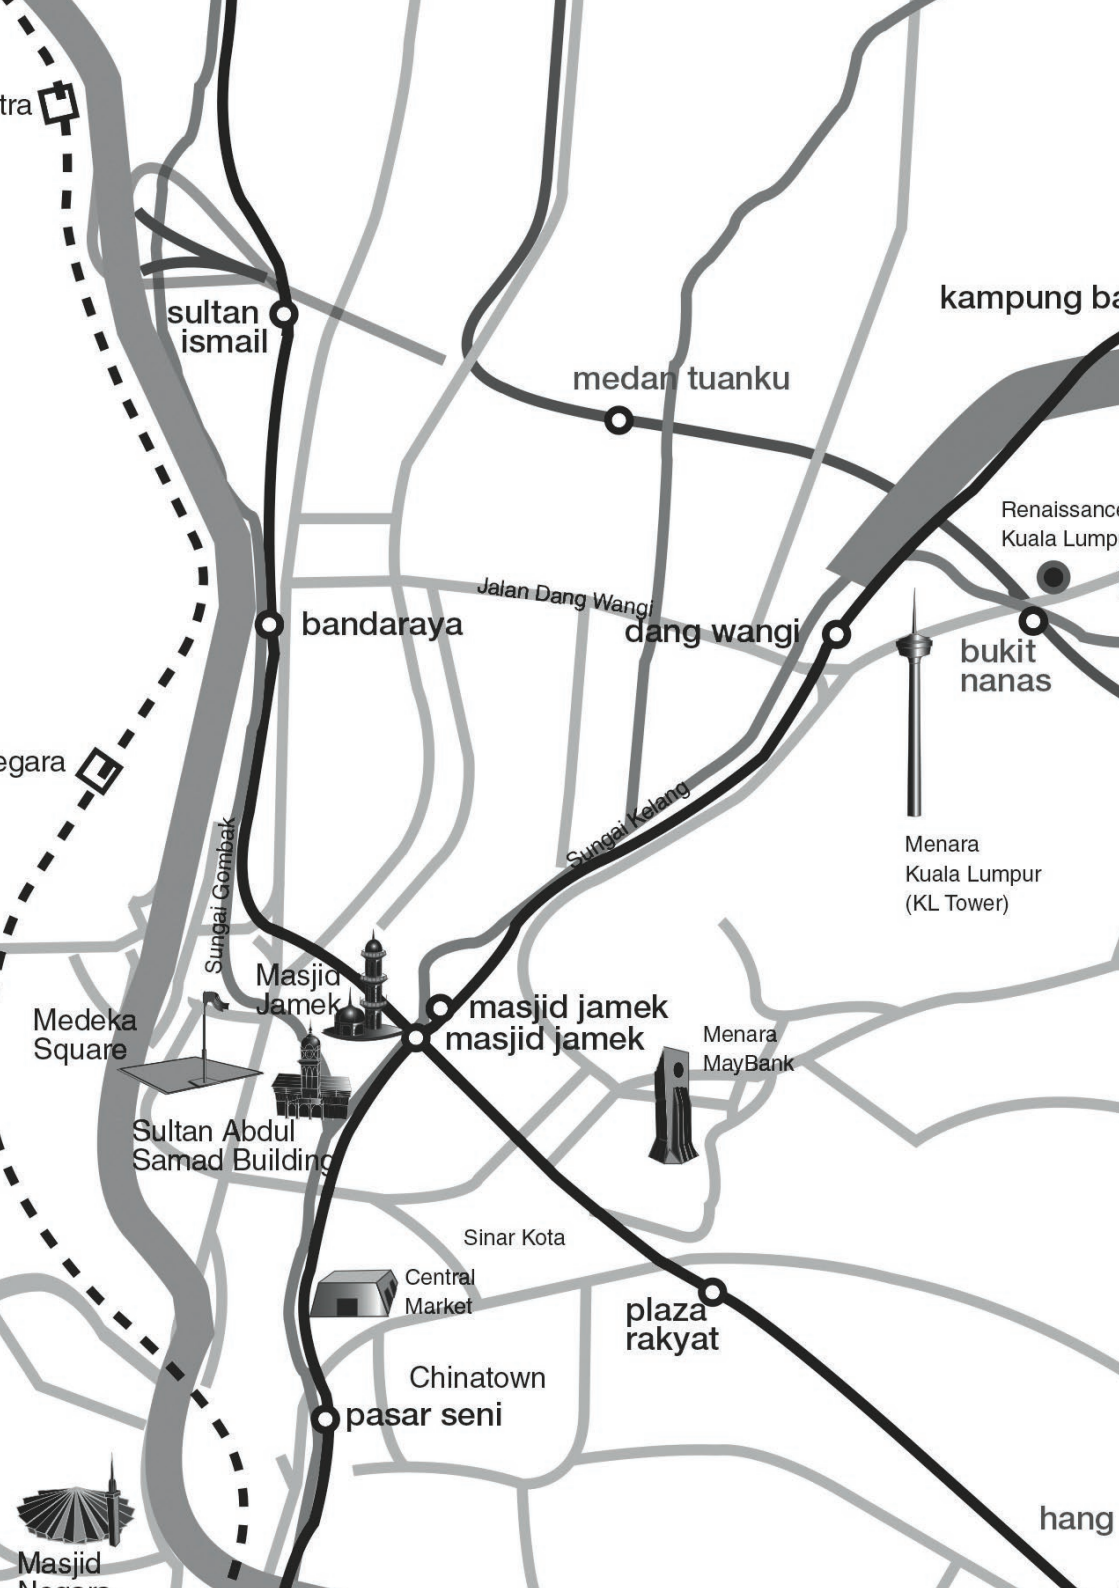 tra
kampung ba
sultan
ismail
medan tuanku
Renaissance
Kuala Lump
Jalan Dang Wangi
bandaraya
dang wangi
bukit
nanas
egara
Sungai Kelang
Sungai Gombak
Menara
Kuala Lumpur
(KL Tower)
Masjid
Jamek
masjid jamek
masjid jamek
Medeka
Square
Menara
MayBank
Sultan Abdul
Samad Building
Sinar Kota
Central
Market
plaza
rakyat
Chinatown
pasar seni
hang
Masjid
Negara